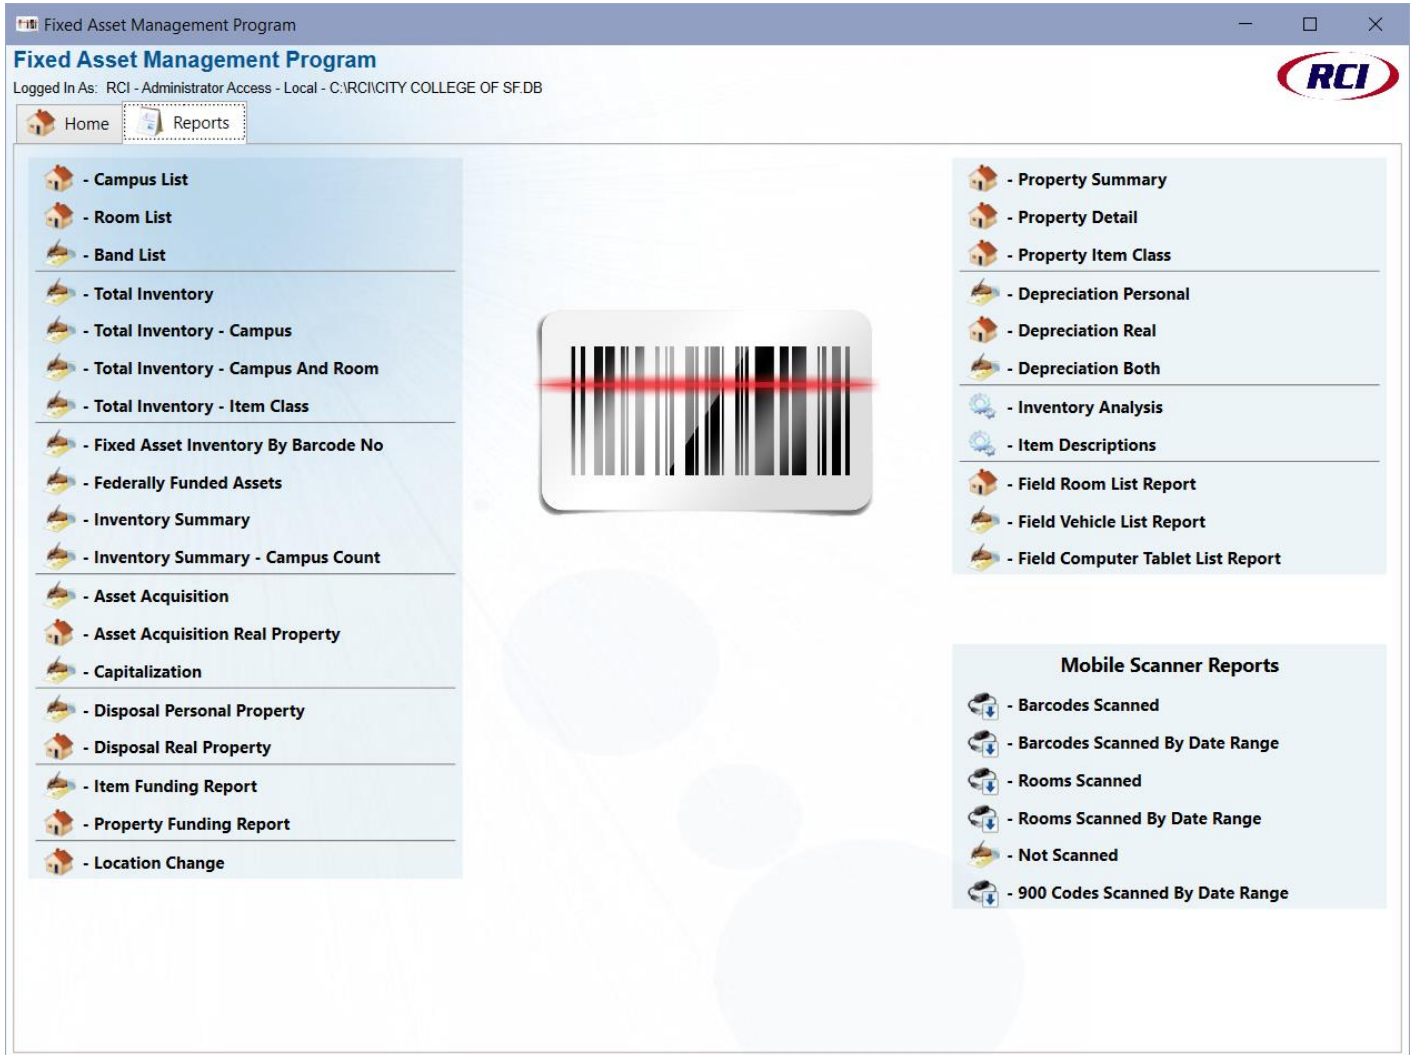 Fixed Asset Management Program
Fixed Asset Management Program
Logged In As: RCI - Administrator Access - Local - C:\RCI\CITY COLLEGE OF SF.DB
RCI
Home
Reports
- Campus List
- Room List
- Band List
- Total Inventory
- Total Inventory - Campus
- Total Inventory - Campus And Room
- Total Inventory - Item Class
- Fixed Asset Inventory By Barcode No
- Federally Funded Assets
- Inventory Summary
- Inventory Summary - Campus Count
- Asset Acquisition
- Asset Acquisition Real Property
- Capitalization
- Disposal Personal Property
- Disposal Real Property
- Item Funding Report
- Property Funding Report
- Location Change
- Property Summary
- Property Detail
- Property Item Class
- Depreciation Personal
- Depreciation Real
- Depreciation Both
- Inventory Analysis
- Item Descriptions
- Field Room List Report
- Field Vehicle List Report
- Field Computer Tablet List Report
Mobile Scanner Reports
- Barcodes Scanned
- Barcodes Scanned By Date Range
- Rooms Scanned
- Rooms Scanned By Date Range
- Not Scanned
- 900 Codes Scanned By Date Range